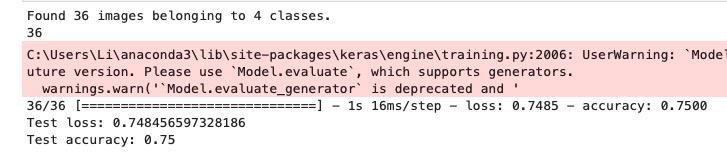 Found 36 images belonging to 4 classes.
36
C:\Users\Li\anaconda3\lib\site-packages\keras\engine\training.py:2006: UserWarning: `Model
uture version. Please use `Model.evaluate`, which supports generators.
warnings.warn('`Model.evaluate_generator` is deprecated and '
36/36 [==============================] - 1s 16ms/step - loss: 0.7485 - accuracy: 0.7500
Test loss: 0.748456597328186
Test accuracy: 0.75